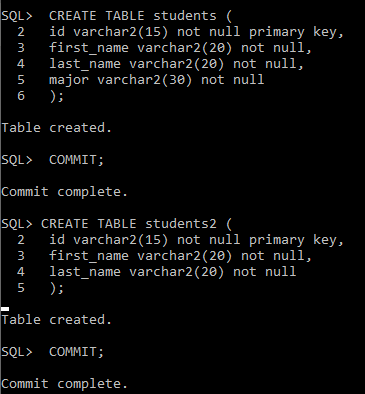 SQL>  CREATE TABLE students (
  2   id varchar2(15) not null primary key,
  3   first_name varchar2(20) not null,
  4   last_name varchar2(20) not null,
  5   major varchar2(30) not null
  6   );
Table created.
SQL>  COMMIT;
Commit complete.
SQL> CREATE TABLE students2 (
  2   id varchar2(15) not null primary key,
  3   first_name varchar2(20) not null,
  4   last_name varchar2(20) not null
  5   );
Table created.
SQL>  COMMIT;
Commit complete.